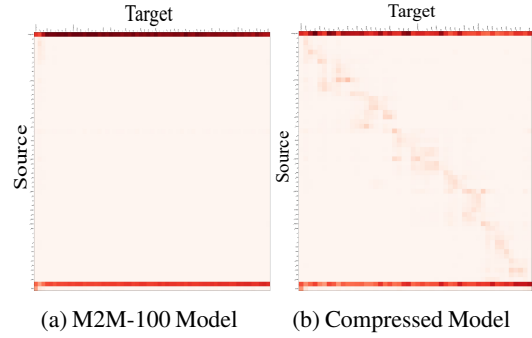 Target
Target
Source
Source
(a) M2M-100 Model
(b) Compressed Model